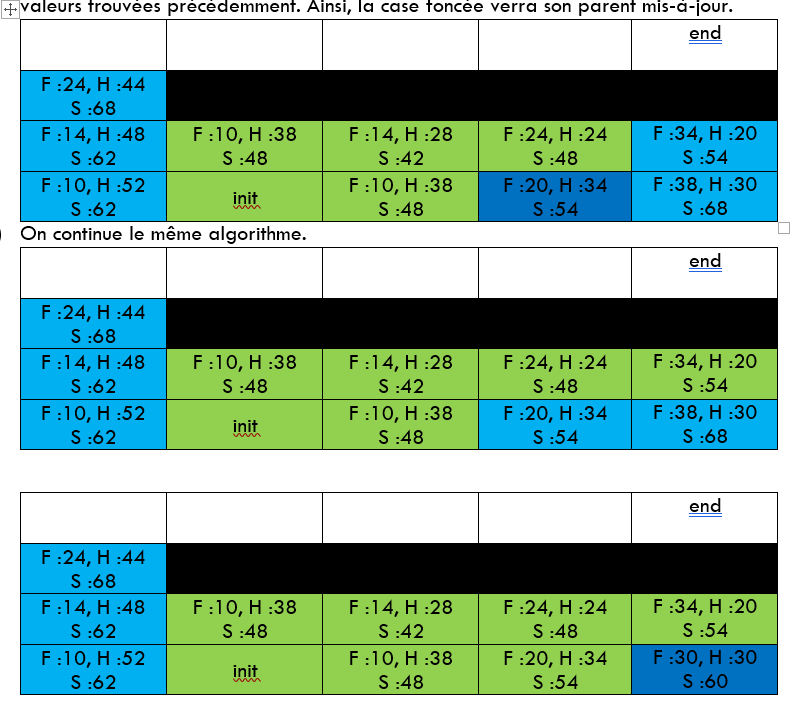 valeurs trouvées précédemment. Ainsi, la case foncée verra son parent mis-à-jour.
end
F :24, H :44
S :68
F :14, H :48 F :10, H :38 F :14, H :28 F :24, H :24 F :34, H :20
S :62 S :48 S :42 S :48 S :54
F :10, H :52 init F :10, H :38 F :20, H :34 F :38, H :30
S :62 S :48 S :54 S :68
) On continue le même algorithme.
end
F :24, H :44
S :68
F :14, H :48 F :10, H :38 F :14, H :28 F :24, H :24 F :34, H :20
S :62 S :48 S :42 S :48 S :54
F :10, H :52 init F :10, H :38 F :20, H :34 F :38, H :30
S :62 S :48 S :54 S :68
end
F :24, H :44
S :68
F :14, H :48 F :10, H :38 F :14, H :28 F :24, H :24 F :34, H :20
S :62 S :48 S :42 S :48 S :54
F :10, H :52 init F :10, H :38 F :20, H :34 F :30, H :30
S :62 S :48 S :54 S :60